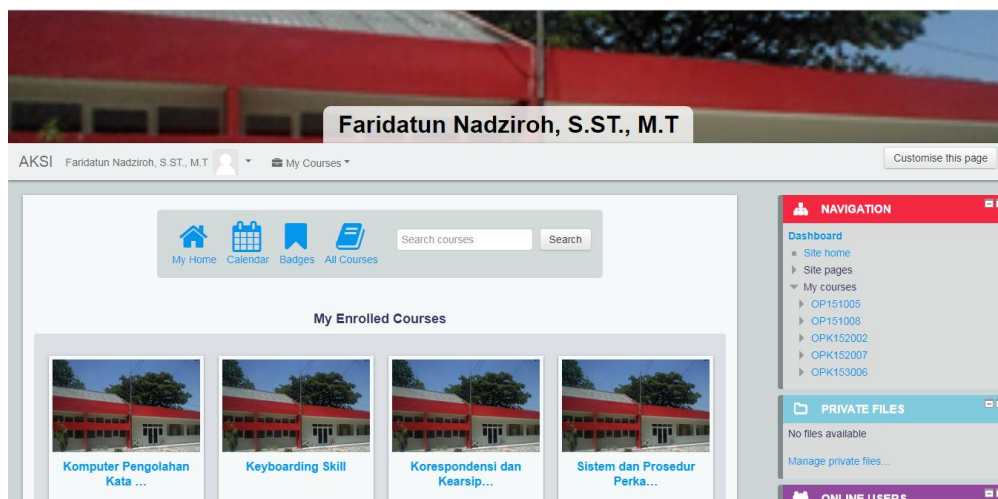 Faridatun Nadziroh, S.ST., M.T
AKSI Faridatun Nadziroh, S.ST., M.T My Courses
Customise this page
My Home Calendar Badges All Courses
Search courses Search
My Enrolled Courses
Komputer Pengolahan
Kata ...
Keyboarding Skill
Korespondensi dan
Kearsip...
Sistem dan Prosedur
Perka...
NAVIGATION
Dashboard
Site home
Site pages
My courses
OP151005
OP151008
OPK152002
OPK152007
OPK153006
PRIVATE FILES
No files available
Manage private files...
ONLINE USERS